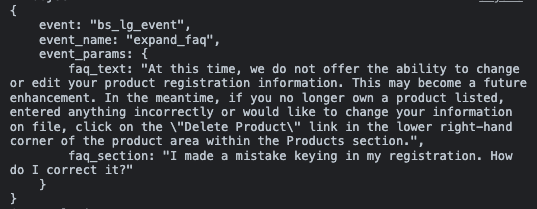 {
event: "bs_lg_event",
event_name: "expand_faq",
event_params: {
faq_text: "At this time, we do not offer the ability to change
or edit your product registration information. This may become a future
enhancement. In the meantime, if you no longer own a product listed,
entered anything incorrectly or would like to change your information
on file, click on the \"Delete Product\" link in the lower right-hand
corner of the product area within the Products section.",
faq_section: "I made a mistake keying in my registration. How
do I correct it?"
}
}